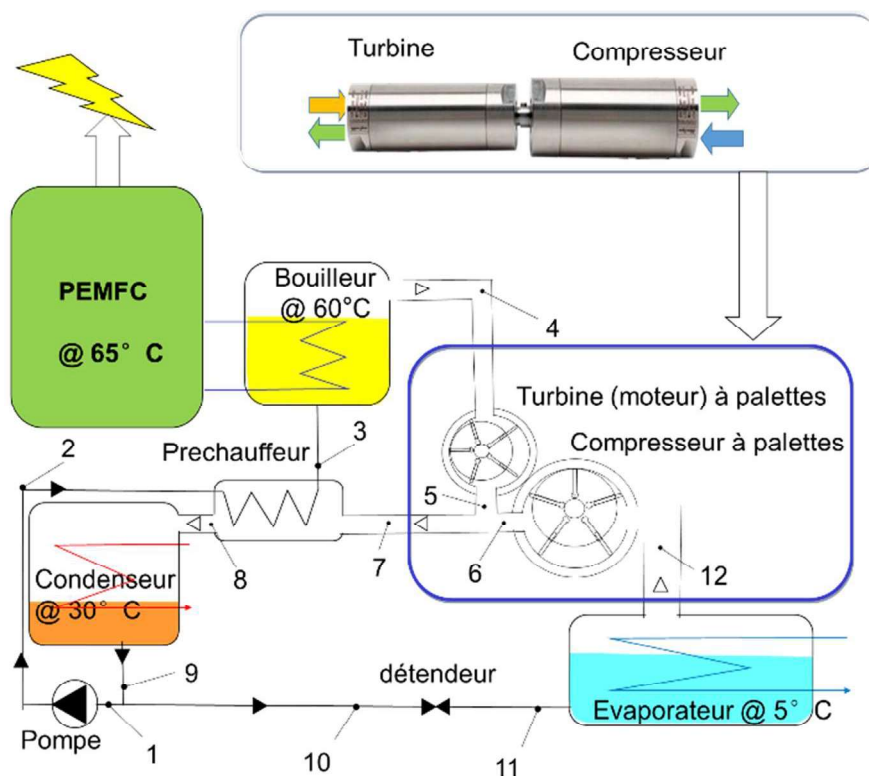 Turbine
Compresseur
PEMFC
@ 65° C
Bouilleur
@ 60°C
4
Turbine (moteur) à palettes
Compresseur à palettes
2
Prechauffeur
3
5
8
7
6
12
Condenseur
@ 30° C
9
détendeur
Evaporateur @ 5° C
Pompe
1
10
11